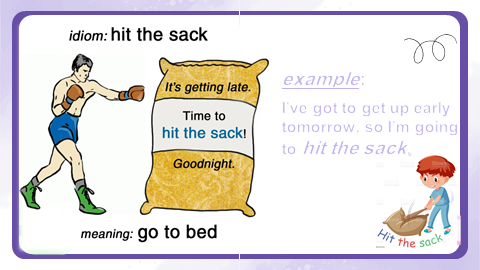 idiom: hit the sack
It's getting late.
Time to
hit the sack!
Goodnight.
meaning: go to bed
example:
I've got to get up early
tomorrow, so I'm going
to hit the sack.
Hit the sack